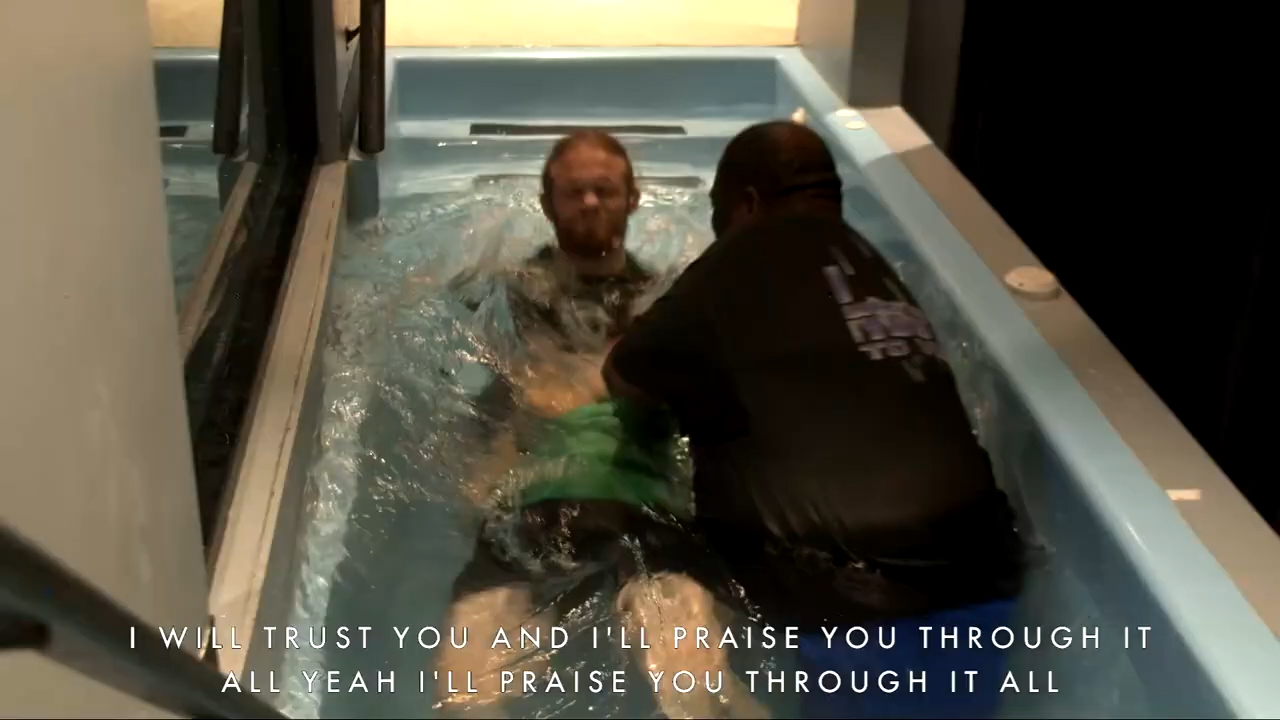 I WILL TRUST YOU AND I'LL PRAISE YOU THROUGH IT
ALL YEAH I'LL PRAISE YOU THROUGH IT ALL